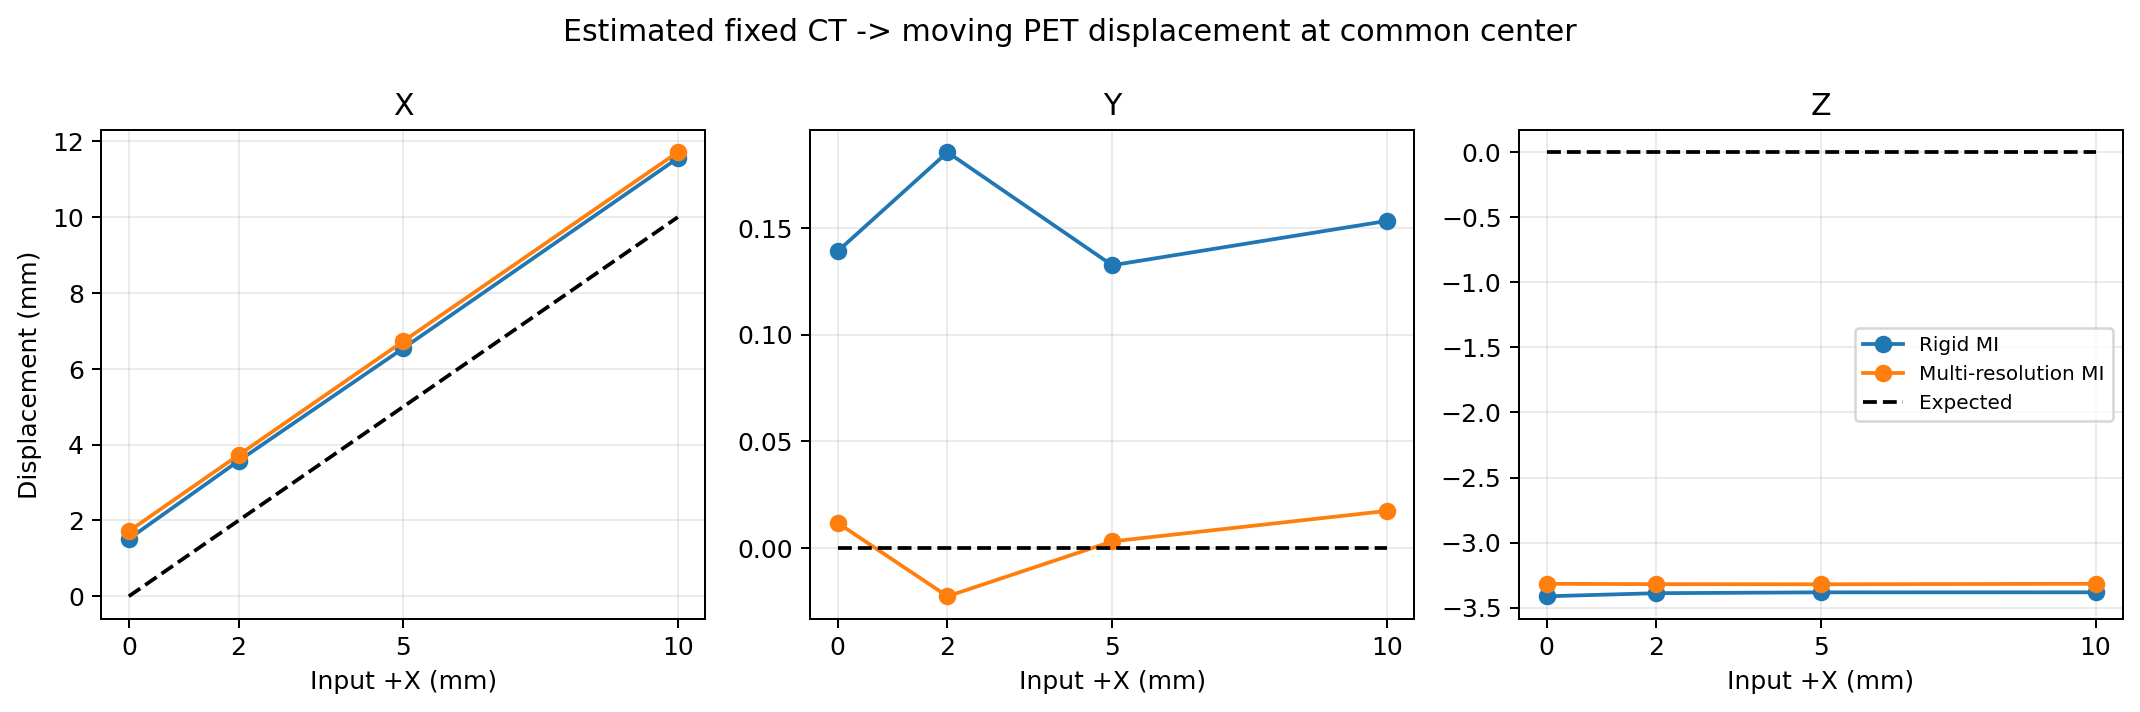 Estimated fixed CT -> moving PET displacement at common center
X
Displacement (mm)
12
10
8
6
4
2
0
0 2 5 10
Input +X (mm)
Y
0.15
0.10
0.05
0.00
0 2 5 10
Input +X (mm)
Z
0.0
−0.5
−1.0
−1.5
−2.0
−2.5
−3.0
−3.5
Rigid MI
Multi-resolution MI
Expected
0 2 5 10
Input +X (mm)